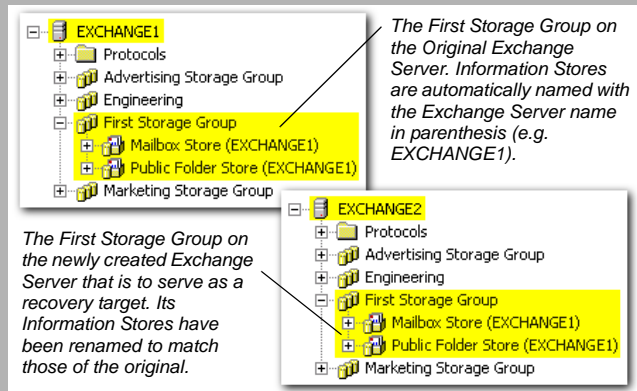 EXCHANGE1
Protocols
Advertising Storage Group
Engineering
First Storage Group
Mailbox Store (EXCHANGE1)
Public Folder Store (EXCHANGE1)
Marketing Storage Group
The First Storage Group on
the Original Exchange
Server. Information Stores
are automatically named with
the Exchange Server name
in parenthesis (e.g.
EXCHANGE1).
The First Storage Group on
the newly created Exchange
Server that is to serve as a
recovery target. Its
Information Stores have
been renamed to match
those of the original.
EXCHANGE2
Protocols
Advertising Storage Group
Engineering
First Storage Group
Mailbox Store (EXCHANGE1)
Public Folder Store (EXCHANGE1)
Marketing Storage Group